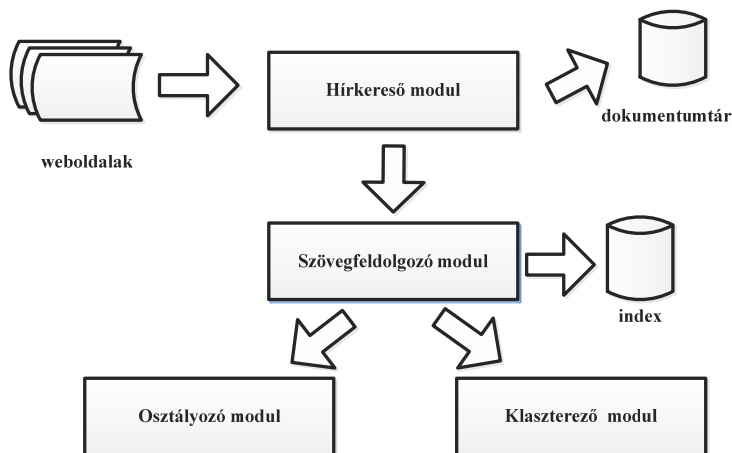 Hírkereső modul
dokumentumtár
weboldalak
Szövegfeldolgozó modul
index
Osztályozó modul
Klaszterező modul